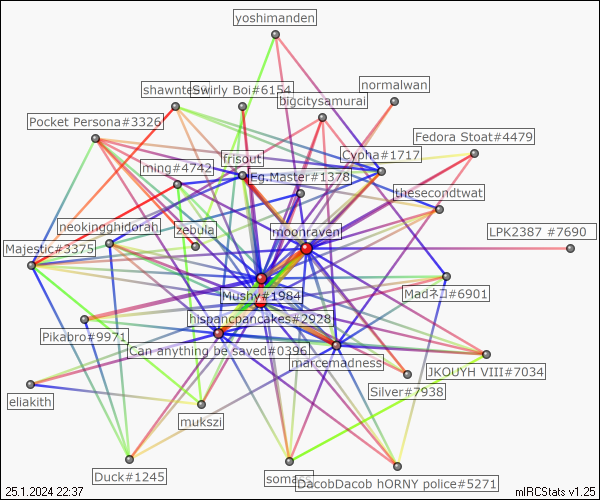 yoshimanden
shawntee
Swirly Boi#6154
normalwan
bigcitysamurai
Pocket Persona#3326
Fedora Stoat#4479
frisout
Cypha#1717
ming#4742
Eg.Master#1378
thesecondtwat
neokingghidorah
zebula
moonraven
LPK2387 #7690
Majestic#3375
Mushy#1984
Madネコ#6901
hispancpancakes#2928
Pikabro#9971
Can anything be saved#0396
marcemadness
JKOUYH VIII#7034
Silver#7938
eliakith
mukszi
Duck#1245
DacobDacob hORNY police#5271
25.1.2024 22:37
mIRCStats v1.25